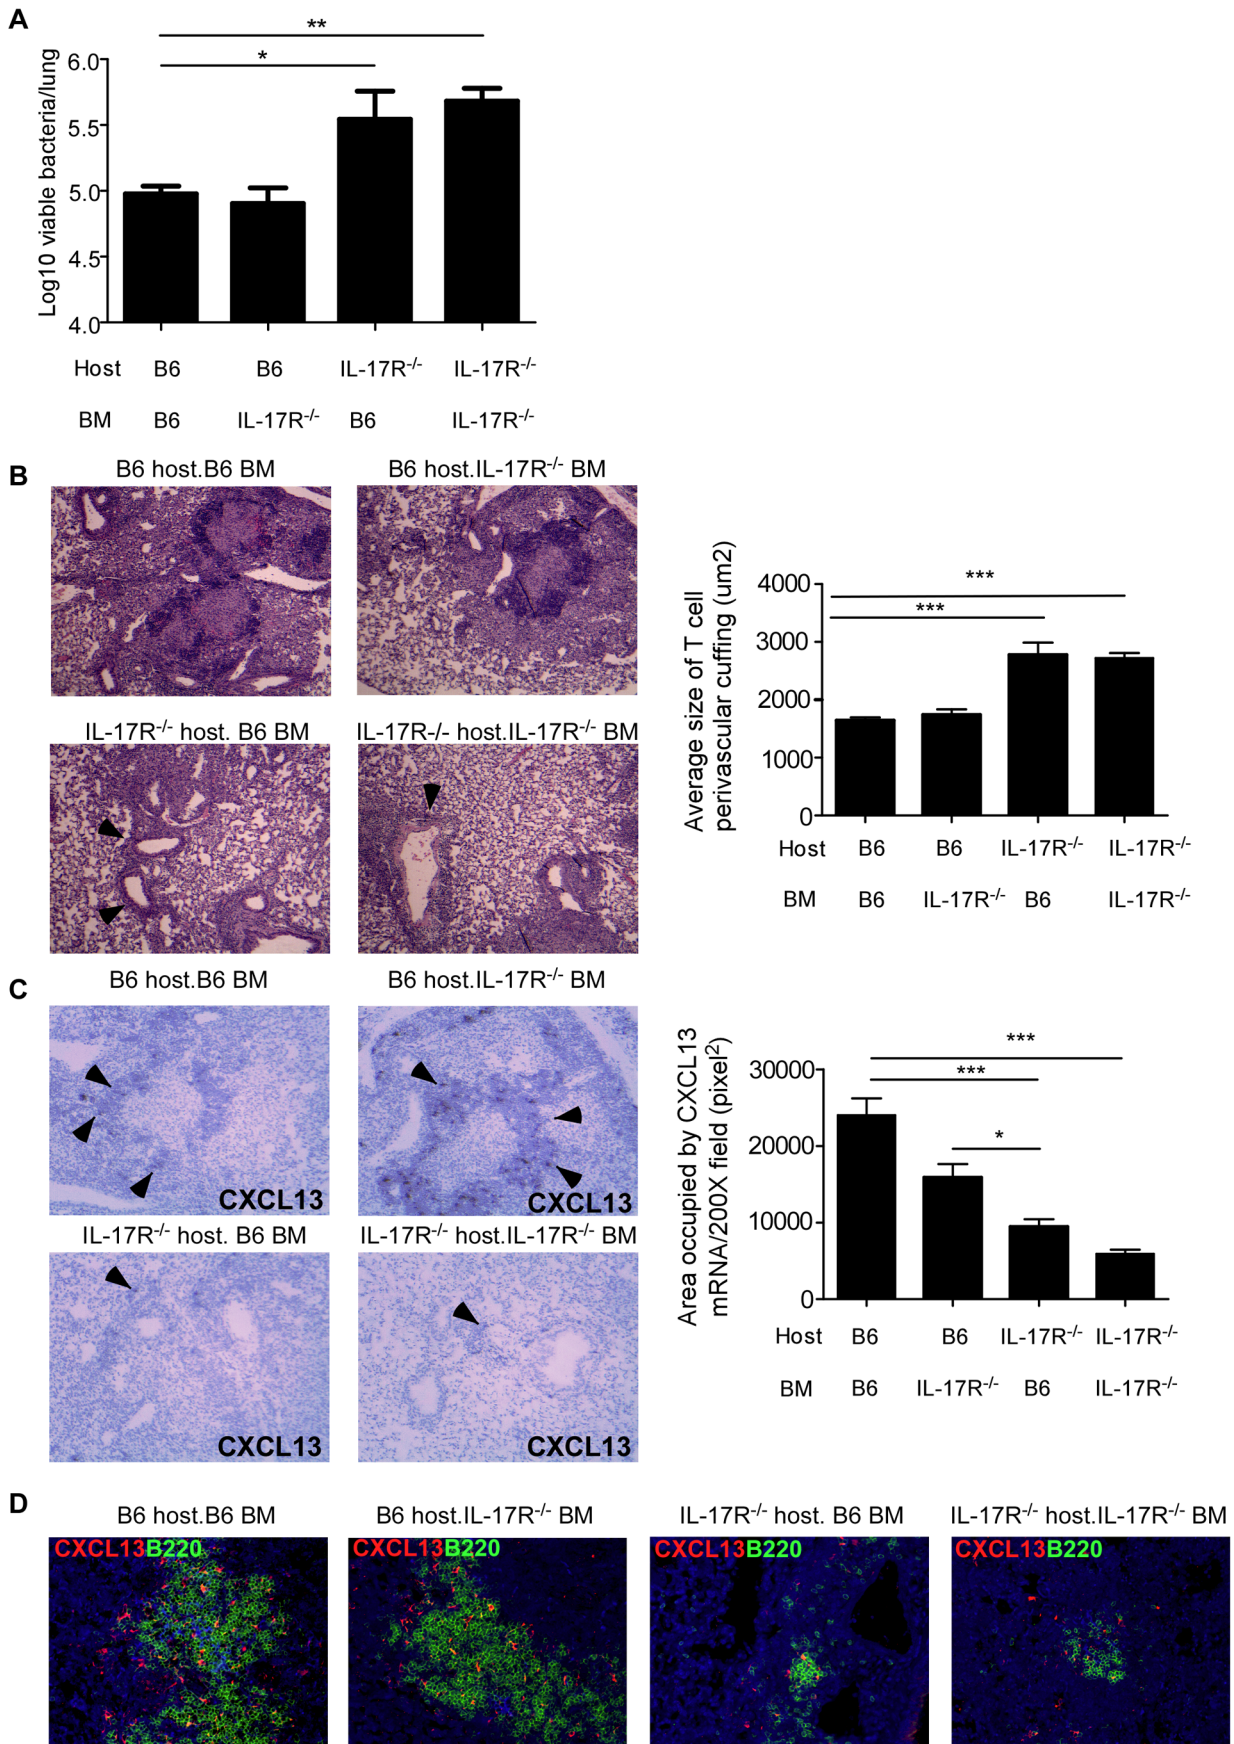 A
**
*
Log10 viable bacteria/lung
6.0
5.5
5.0
4.5
4.0
Host B6 B6 IL-17R-/- IL-17R-/-
BM B6 IL-17R-/- B6 IL-17R-/-
B
B6 host.B6 BM
B6 host.IL-17R-/- BM
IL-17R-/- host. B6 BM
IL-17R-/- host.IL-17R-/- BM
Average size of T cell
perivascular cuffing (um2)
4000
3000
2000
1000
0
***
***
Host B6 B6 IL-17R-/- IL-17R-/-
BM B6 IL-17R-/- B6 IL-17R-/-
C
B6 host.B6 BM
B6 host.IL-17R-/- BM
CXCL13
CXCL13
IL-17R-/- host. B6 BM
IL-17R-/- host.IL-17R-/- BM
CXCL13
CXCL13
Area occupied by CXCL13
mRNA/200X field (pixel2)
30000
20000
10000
0
***
***
*
Host B6 B6 IL-17R-/- IL-17R-/-
BM B6 IL-17R-/- B6 IL-17R-/-
D
B6 host.B6 BM
B6 host.IL-17R-/- BM
IL-17R-/- host. B6 BM
IL-17R-/- host.IL-17R-/- BM
CXCL13B220
CXCL13B220
CXCL13B220
CXCL13B220